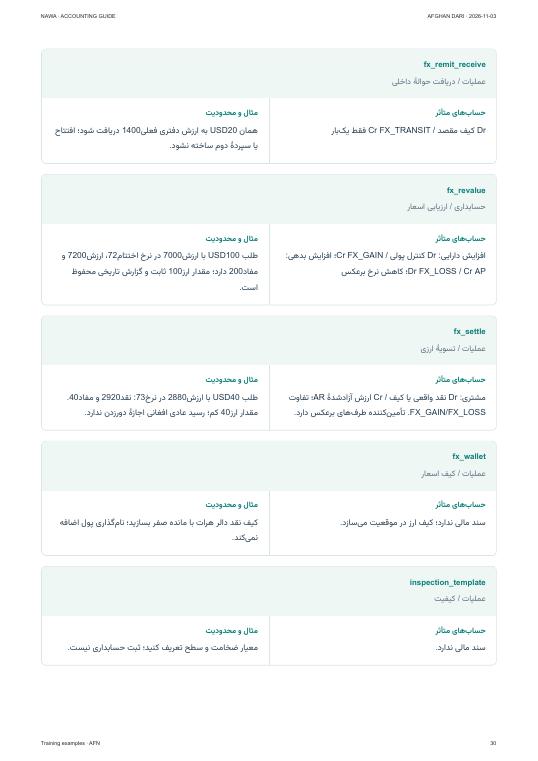 NAWA · ACCOUNTING GUIDE
AFGHAN DARI · 2026-11-03
fx_remit_receive
عملیات / دریافت حوالهٔ داخلی
حساب‌های متأثر
Dr کیف مقصد / Cr FX_TRANSIT فقط یک‌بار
مثال و محدودیت
همان USD20 به ارزش دفتری فعلی1400 دریافت شود؛ افتتاح
یا سپردهٔ دوم ساخته نشود.
fx_revalue
حسابداری / ارزیابی اسعار
حساب‌های متأثر
افزایش دارایی: Dr کنترل پولی / Cr FX_GAIN؛ افزایش بدهی:
Dr FX_LOSS / Cr AP؛ کاهش نرخ برعکس
مثال و محدودیت
طلب USD100 با ارزش7000 در نرخ اختتام72، ارزش7200 و
مفاد200 دارد؛ مقدار ارز100 ثابت و گزارش تاریخی محفوظ
است.
fx_settle
عملیات / تسویهٔ ارزی
حساب‌های متأثر
مشتری: Dr نقد واقعی یا کیف / Cr ارزش آزادشدهٔ AR؛ تفاوت
FX_GAIN/FX_LOSS. تأمین‌کننده طرف‌های برعکس دارد.
مثال و محدودیت
طلب USD40 با ارزش2880 در نرخ73: نقد2920 و مفاد40.
مقدار ارز40 کم؛ رسید عادی افغانی اجازهٔ دورزدن ندارد.
fx_wallet
عملیات / کیف اسعار
حساب‌های متأثر
سند مالی ندارد؛ کیف ارز در موقعیت می‌سازد.
مثال و محدودیت
کیف نقد دالر هرات با مانده صفر بسازید؛ نام‌گذاری پول اضافه
نمی‌کند.
inspection_template
عملیات / کیفیت
حساب‌های متأثر
سند مالی ندارد.
مثال و محدودیت
معیار ضخامت و سطح تعریف کنید؛ ثبت حسابداری نیست.
Training examples · AFN
30